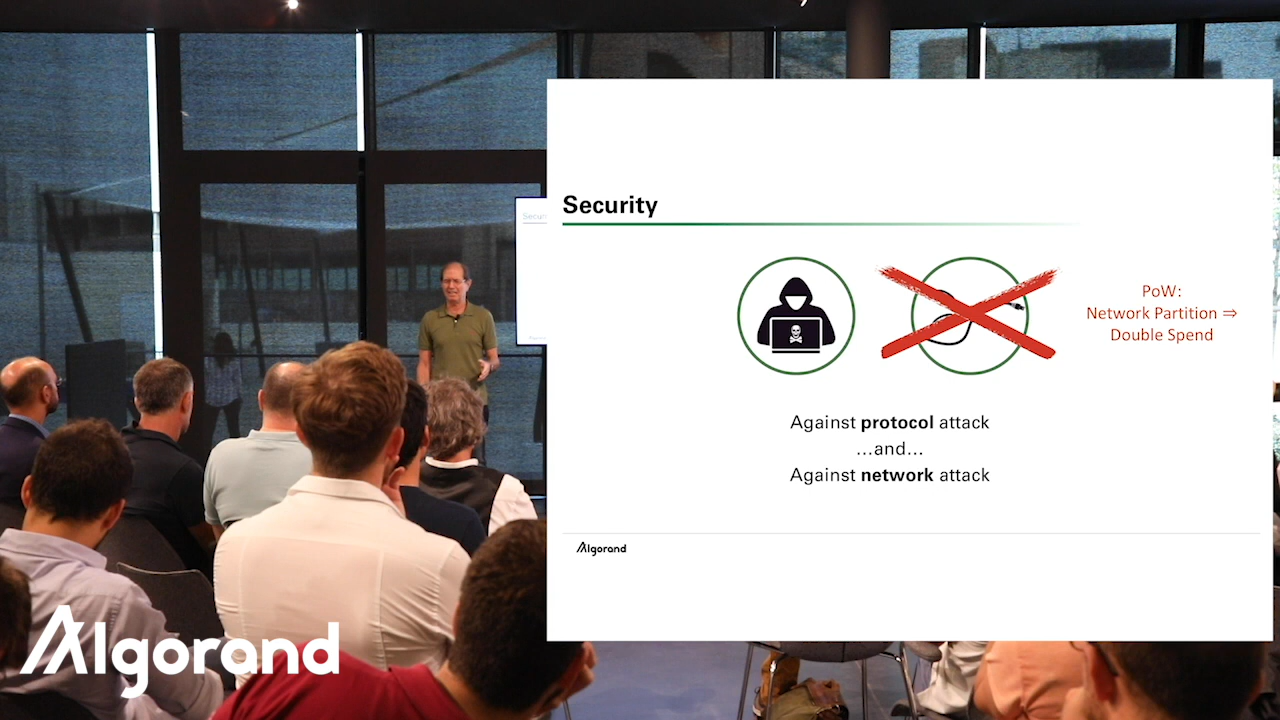 Security
PoW:
Network Partition ⇒
Double Spend
Against protocol attack
…and…
Against network attack
Algorand
Algorand